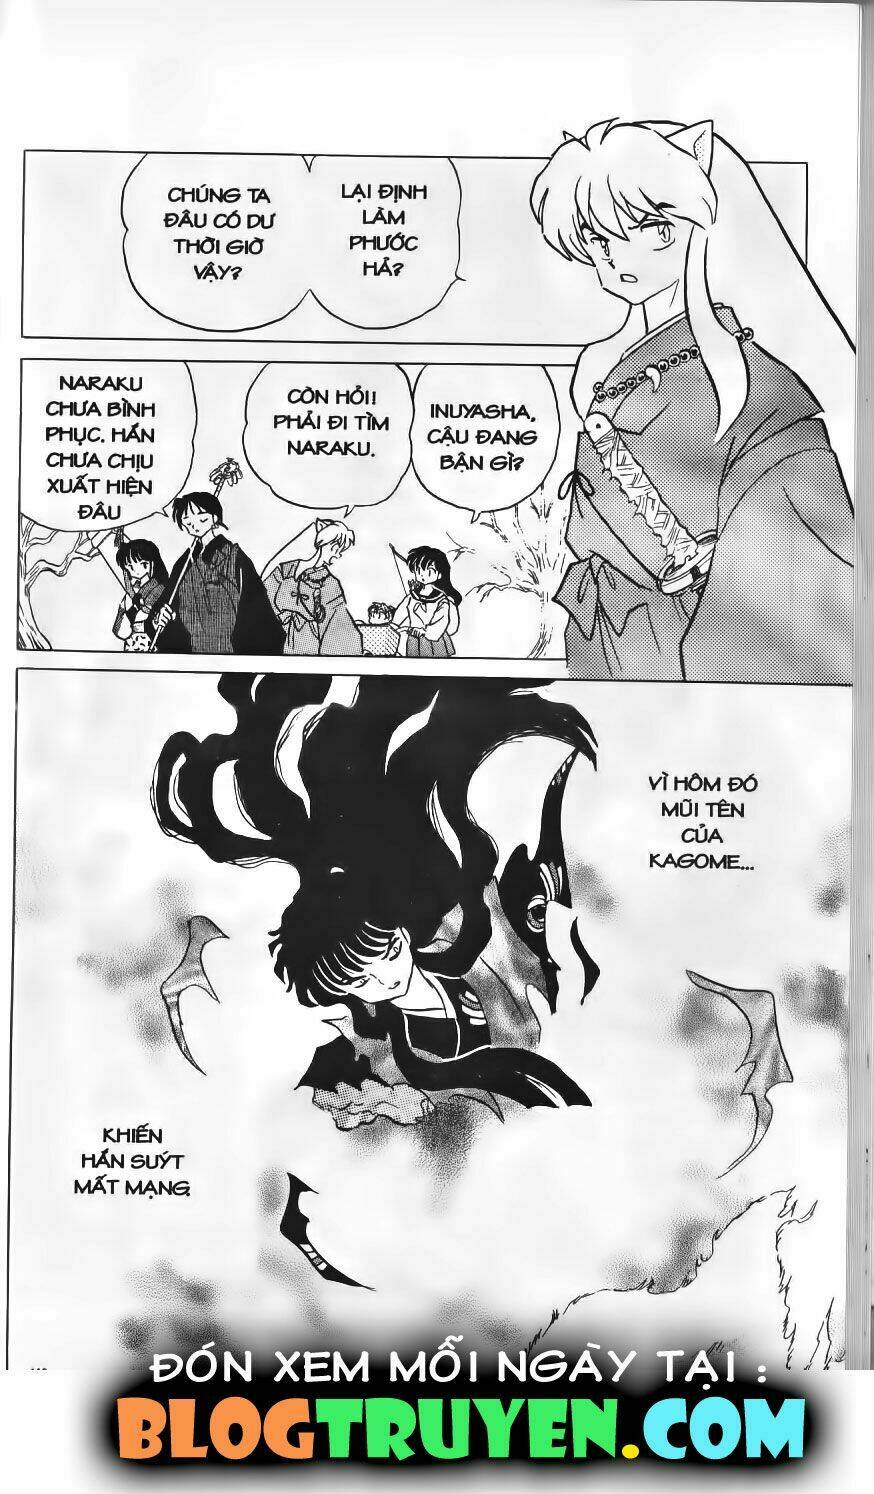 LẠI ĐỊNH
LÀM
PHƯỚC
HẢ?
CHÚNG TA
ĐÂU CÓ DƯ
THỜI GIỜ
VẬY?
INUYASHA,
CẬU ĐANG
BẬN GÌ?
CÒN HỎI!
PHẢI ĐI TÌM
NARAKU.
NARAKU
CHƯA BÌNH
PHỤC. HẮN
CHƯA CHỊU
XUẤT HIỆN
ĐÂU
VÌ HÔM ĐÓ
MŨI TÊN
CỦA
KAGOME...
KHIẾN
HẮN SUÝT
MẤT MẠNG.
ĐÓN XEM MỖI NGÀY TẠI :
BLOGTRUYEN.COM